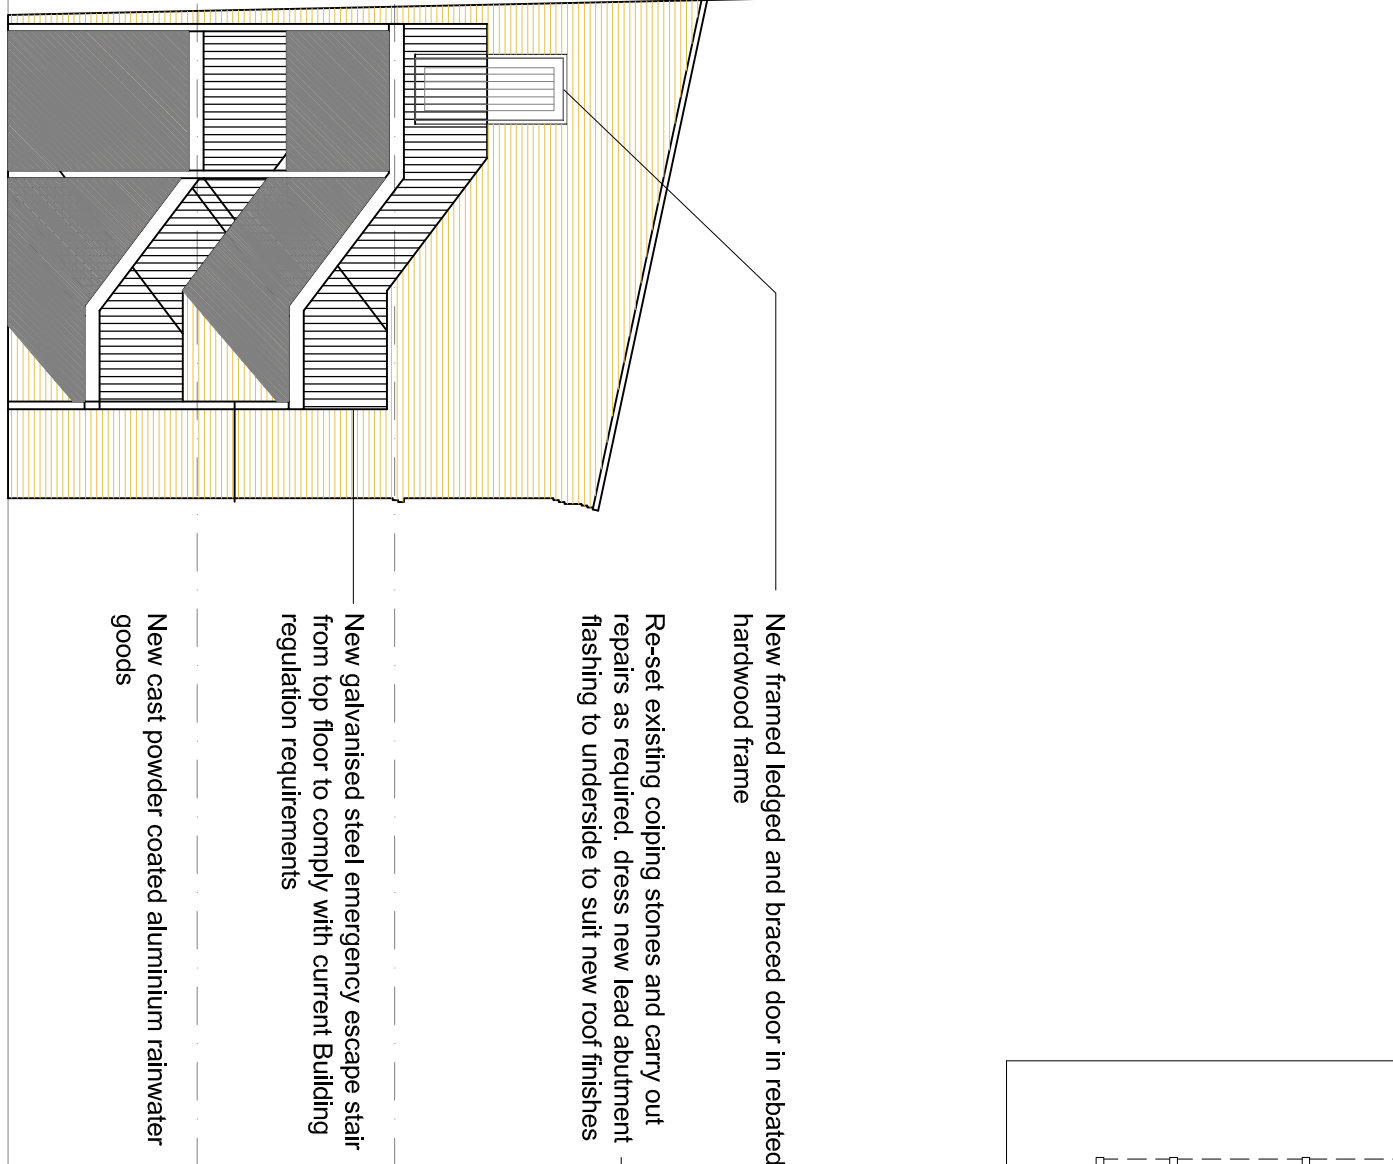 New framed ledged and braced door in rebated
hardwood frame
Re-set existing coiping stones and carry out
repairs as required. dress new lead abutment
flashing to underside to suit new roof finishes
New galvanised steel emergency escape stair
from top floor to comply with current Building
regulation requirements
New cast powder coated aluminium rainwater
goods